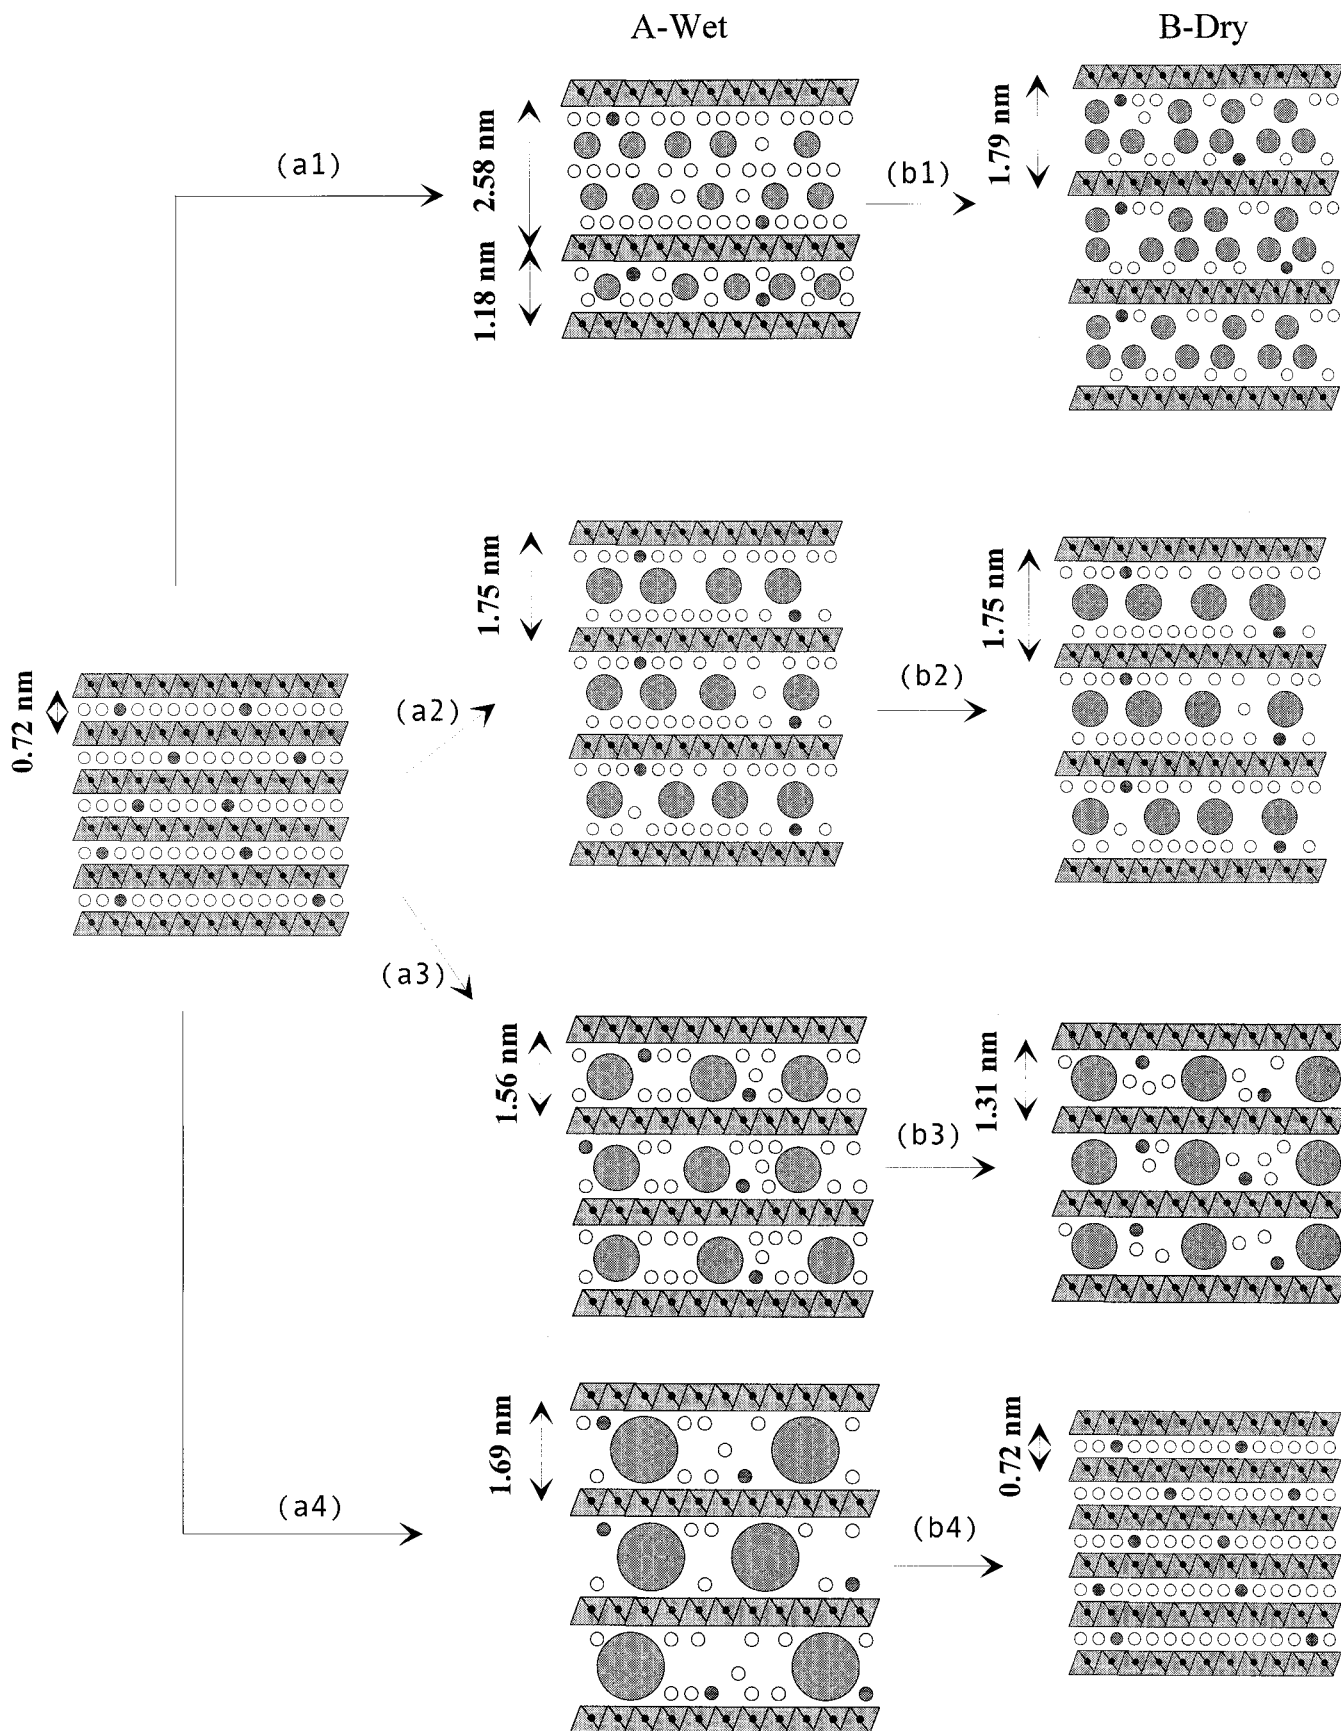 A-Wet
B-Dry
(a1)
2.58 nm
1.18 nm
(b1)
1.79 nm
0.72 nm
(a2)
1.75 nm
(b2)
1.75 nm
(a3)
1.56 nm
(b3)
1.31 nm
(a4)
1.69 nm
(b4)
0.72 nm